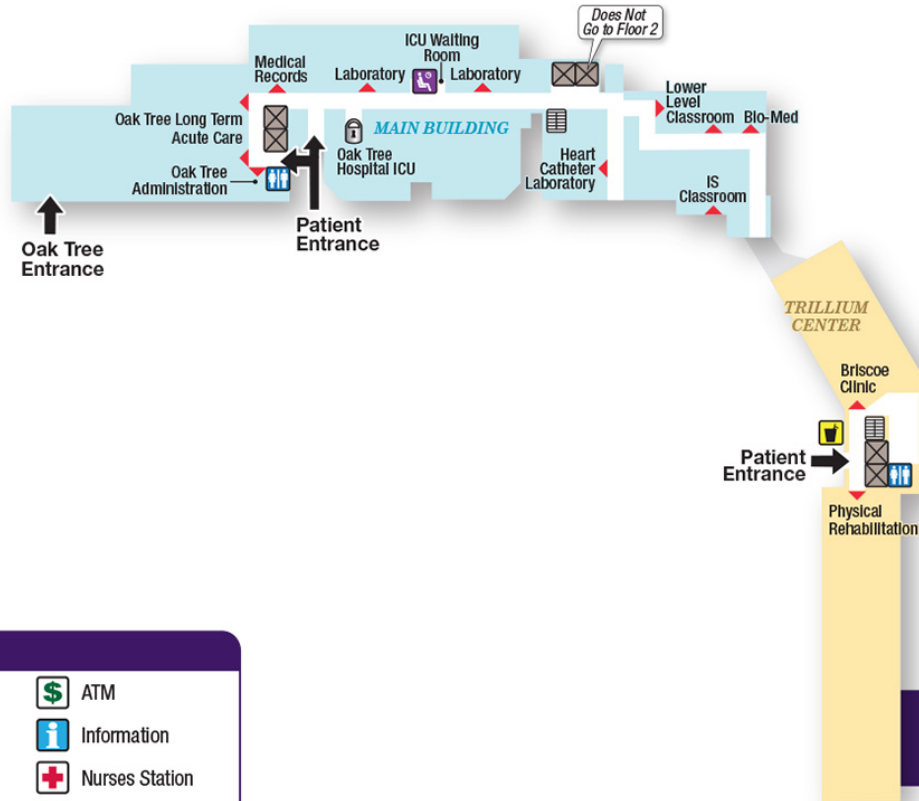 Does Not
Go to Floor 2
ICU Waiting
Room
Medical
Records
Laboratory
Laboratory
Lower
Level
Classroom
Bio-Med
Oak Tree Long Term
Acute Care
MAIN BUILDING
Oak Tree
Hospital ICU
Heart
Catheter
Laboratory
Oak Tree
Administration
IS
Classroom
Patient
Entrance
Oak Tree
Entrance
TRILLIUM
CENTER
Briscoe
Clinic
Patient
Entrance
Physical
Rehabilitation
$ ATM
i Information
Nurses Station